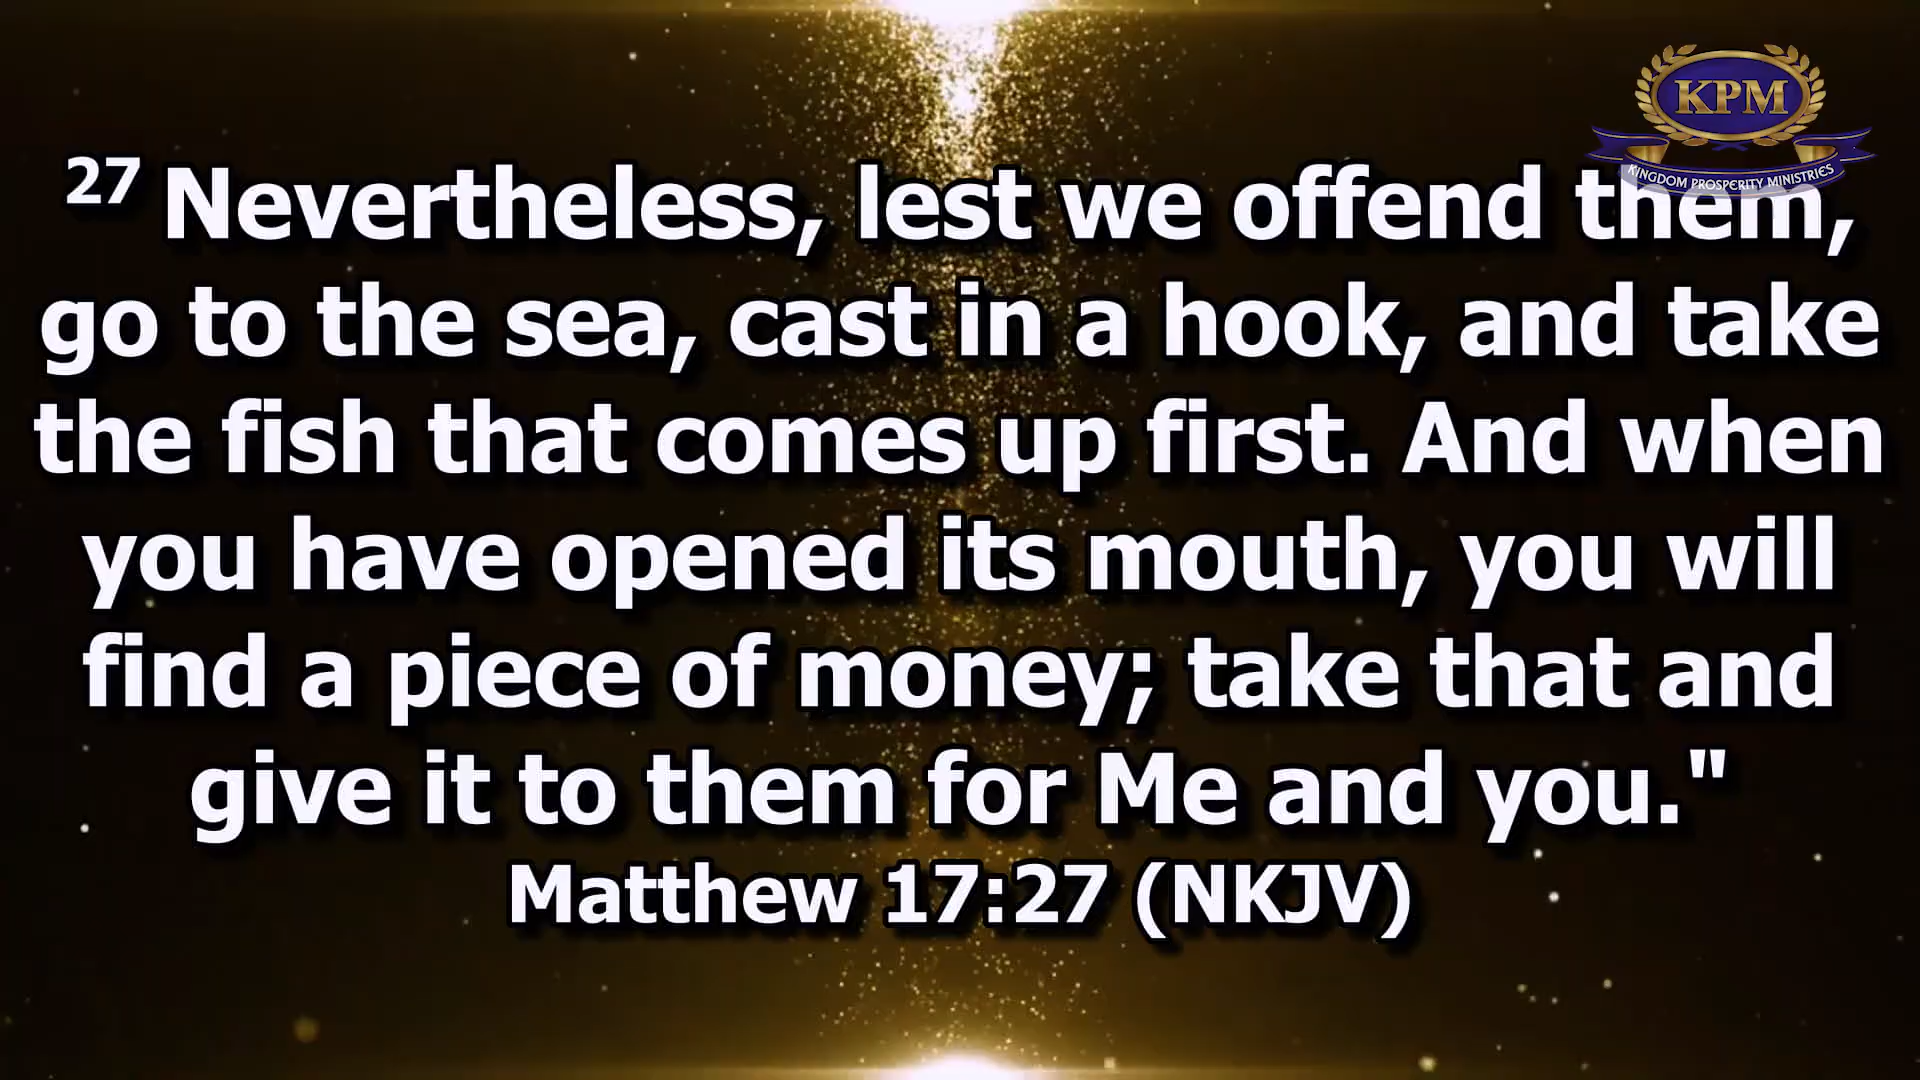 KPM
KINGDOM PROSPERITY MINISTRIES
27 Nevertheless, lest we offend them,
go to the sea, cast in a hook, and take
the fish that comes up first. And when
you have opened its mouth, you will
find a piece of money; take that and
give it to them for Me and you."
Matthew 17:27 (NKJV)